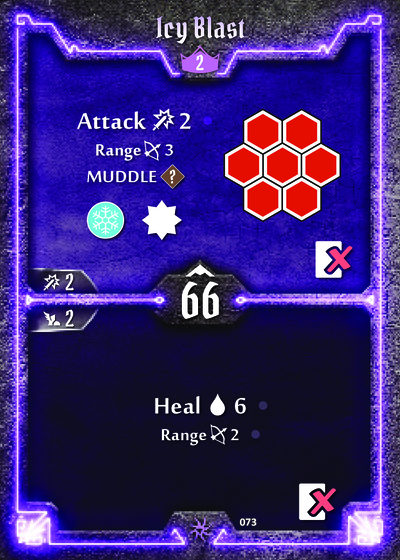 Icy Blast
2
Attack 2
Range 3
MUDDLE ?
2
66
2
Heal 6
Range 2
073